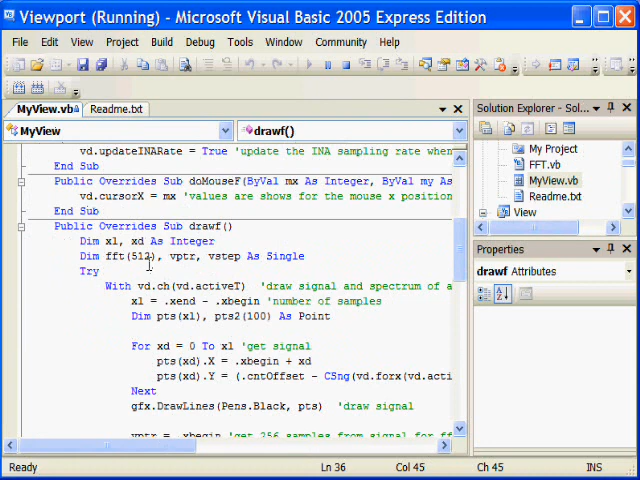 Viewport (Running) - Microsoft Visual Basic 2005 Express Edition
File Edit View Project Build Debug Tools Window Community Help
MyView.vb Readme.txt
MyView drawf()
vd.updateINARate = True 'update the INA sampling rate when
End Sub
Public Overrides Sub doMouseF(ByVal mx As Integer, ByVal my As
vd.cursorX = mx 'values are shows for the mouse x position
End Sub
Public Overrides Sub drawf()
Dim xl, xd As Integer
Dim fft(512), vptr, vstep As Single
Try
With vd.ch(vd.activeT) 'draw signal and spectrum of a
xl = .xend - .xbegin 'number of samples
Dim pts(xl), pts2(100) As Point
For xd = 0 To xl 'get signal
pts(xd).X = .xbegin + xd
pts(xd).Y = (.cntOffset - CSng(vd.forx(vd.acti
Next
gfx.DrawLines(Pens.Black, pts) 'draw signal
vptr = .xbegin 'get 256 samples from signal for ff
Solution Explorer - Sol...
My Project
FFT.vb
MyView.vb
Readme.txt
View
Properties
drawf Attributes
Ready Ln 36 Col 45 Ch 45 INS